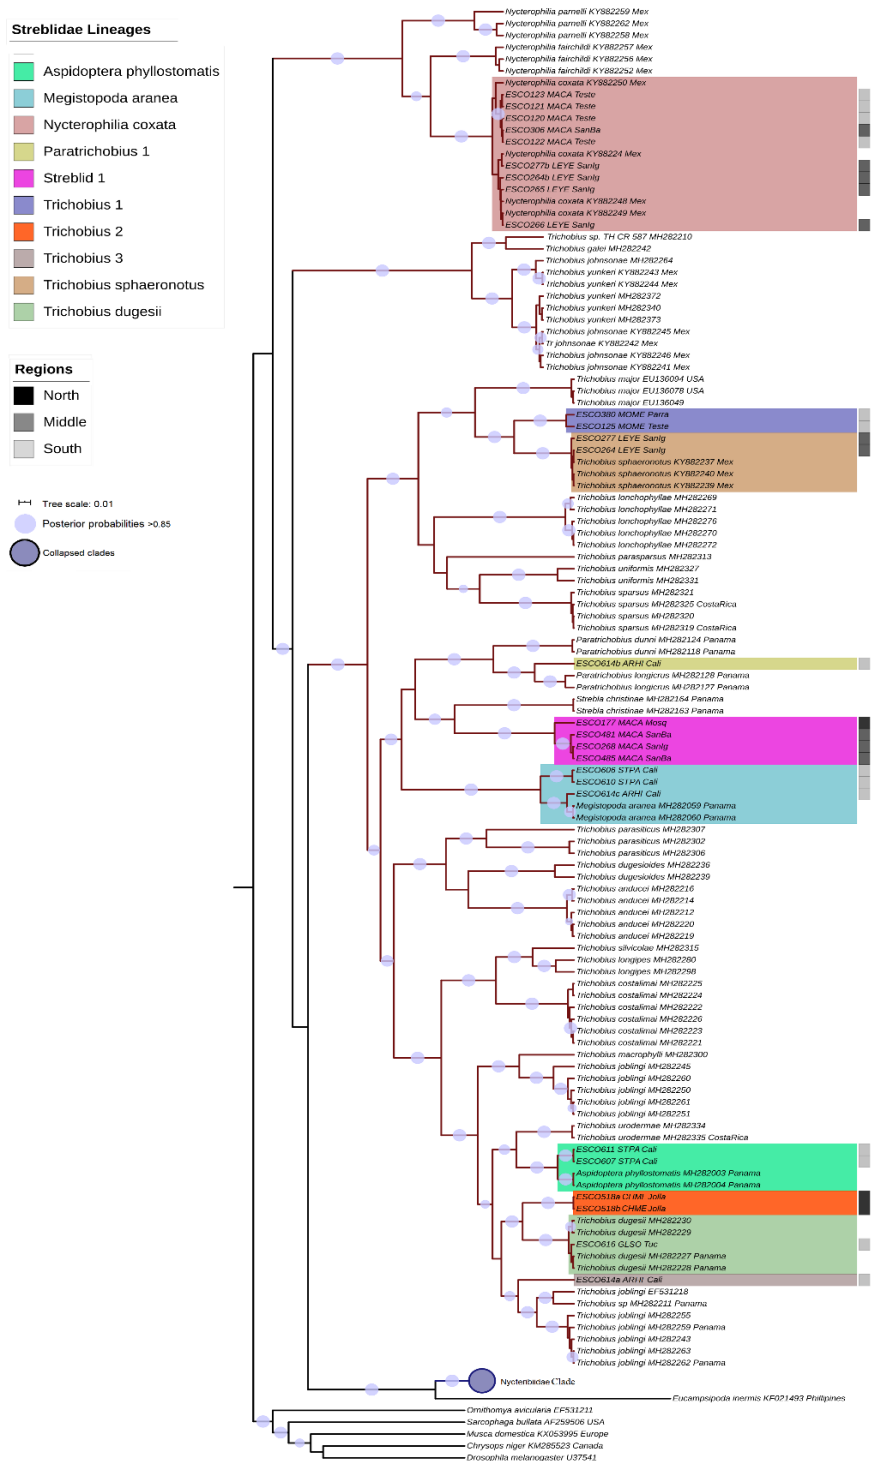 Streblidae Lineages
Aspidoptera phyllostomatis
Megistopoda aranea
Nycterophilia coxata
Paratrichobius 1
Streblid 1
Trichobius 1
Trichobius 2
Trichobius 3
Trichobius sphaeronotus
Trichobius dugesii
Regions
North
Middle
South
Tree scale: 0.01
Posterior probabilities >0.85
Collapsed clades
Nycterophilia parnelli KY882259 Mex
Nycterophilia parnelli KY882262 Mex
Nycterophilia parnelli KY882258 Mex
Nycterophilia fairchildi KY882257 Mex
Nycterophilia fairchildi KY882256 Mex
Nycterophilia fairchildi KY882252 Mex
Nycterophilia coxata KY882250 Mex
ESCO123 MACA Teste
ESCO121 MACA Teste
ESCO120 MACA Teste
ESCO306 MACA SanBa
ESCO122 MACA Teste
Nycterophilia coxata KY88224 Mex
ESCO277b LEYE SanIg
ESCO264b LEYE SanIg
ESCO265 LEYE SanIg
Nycterophilia coxata KY882248 Mex
Nycterophilia coxata KY882249 Mex
ESCO266 LEYE SanIg
Trichobius sp. TH CR 587 MH282210
Trichobius galei MH282242
Trichobius johnsonae MH282264
Trichobius yunkeri KY882243 Mex
Trichobius yunkeri KY882244 Mex
Trichobius yunkeri MH282372
Trichobius yunkeri MH282340
Trichobius yunkeri MH282373
Trichobius johnsonae KY882245 Mex
Tr johnsonae KY882242 Mex
Trichobius johnsonae KY882246 Mex
Trichobius johnsonae KY882241 Mex
Trichobius major EU136094 USA
Trichobius major EU136078 USA
Trichobius major EU136049
ESCO380 MOME Parra
ESCO125 MOME Teste
ESCO277 LEYE SanIg
ESCO264 LEYE SanIg
Trichobius sphaeronotus KY882237 Mex
Trichobius sphaeronotus KY882240 Mex
Trichobius sphaeronotus KY882239 Mex
Trichobius lonchophyllae MH282269
Trichobius lonchophyllae MH282271
Trichobius lonchophyllae MH282276
Trichobius lonchophyllae MH282270
Trichobius lonchophyllae MH282272
Trichobius parasparsus MH282313
Trichobius uniformis MH282327
Trichobius uniformis MH282331
Trichobius sparsus MH282321
Trichobius sparsus MH282325 CostaRica
Trichobius sparsus MH282320
Trichobius sparsus MH282319 CostaRica
Paratrichobius dunni MH282124 Panama
Paratrichobius dunni MH282118 Panama
ESCO614b ARHI Cali
Paratrichobius longicrus MH282128 Panama
Paratrichobius longicrus MH282127 Panama
Strebla christinae MH282164 Panama
Strebla christinae MH282163 Panama
ESCO177 MACA Mosq
ESCO481 MACA SanBa
ESCO268 MACA SanIg
ESCO485 MACA SanBa
ESCO608 STPA Cali
ESCO610 STPA Cali
ESCO614c ARHI Cali
Megistopoda aranea MH282059 Panama
Megistopoda aranea MH282060 Panama
Trichobius parasiticus MH282307
Trichobius parasiticus MH282302
Trichobius parasiticus MH282306
Trichobius dugesioides MH282236
Trichobius dugesioides MH282239
Trichobius anducei MH282216
Trichobius anducei MH282214
Trichobius anducei MH282212
Trichobius anducei MH282220
Trichobius anducei MH282219
Trichobius silvicolae MH282315
Trichobius longipes MH282280
Trichobius longipes MH282298
Trichobius costalimai MH282225
Trichobius costalimai MH282224
Trichobius costalimai MH282222
Trichobius costalimai MH282226
Trichobius costalimai MH282223
Trichobius costalimai MH282221
Trichobius macrophylli MH282300
Trichobius joblingi MH282245
Trichobius joblingi MH282260
Trichobius joblingi MH282250
Trichobius joblingi MH282261
Trichobius joblingi MH282251
Trichobius urodermae MH282334
Trichobius urodermae MH282335 CostaRica
ESCO611 STPA Cali
ESCO607 STPA Cali
Aspidoptera phyllostomatis MH282003 Panama
Aspidoptera phyllostomatis MH282004 Panama
ESCO518a CHME Jolla
ESCO518b CHME Jolla
Trichobius dugesii MH282230
Trichobius dugesii MH282229
ESCO616 GLSO Tuc
Trichobius dugesii MH282227 Panama
Trichobius dugesii MH282228 Panama
ESCO614a ARHI Cali
Trichobius joblingi EF531218
Trichobius sp MH282211 Panama
Trichobius joblingi MH282255
Trichobius joblingi MH282259 Panama
Trichobius joblingi MH282243
Trichobius joblingi MH282263
Trichobius joblingi MH282262 Panama
Nycteribiidae Clade
Eucampsipoda inermis KF021493 Phillipines
Ornithomya avicularia EF531211
Sarcophaga bullata AF259506 USA
Musca domestica KX053995 Europe
Chrysops niger KM285523 Canada
Drosophila melanogaster U37541